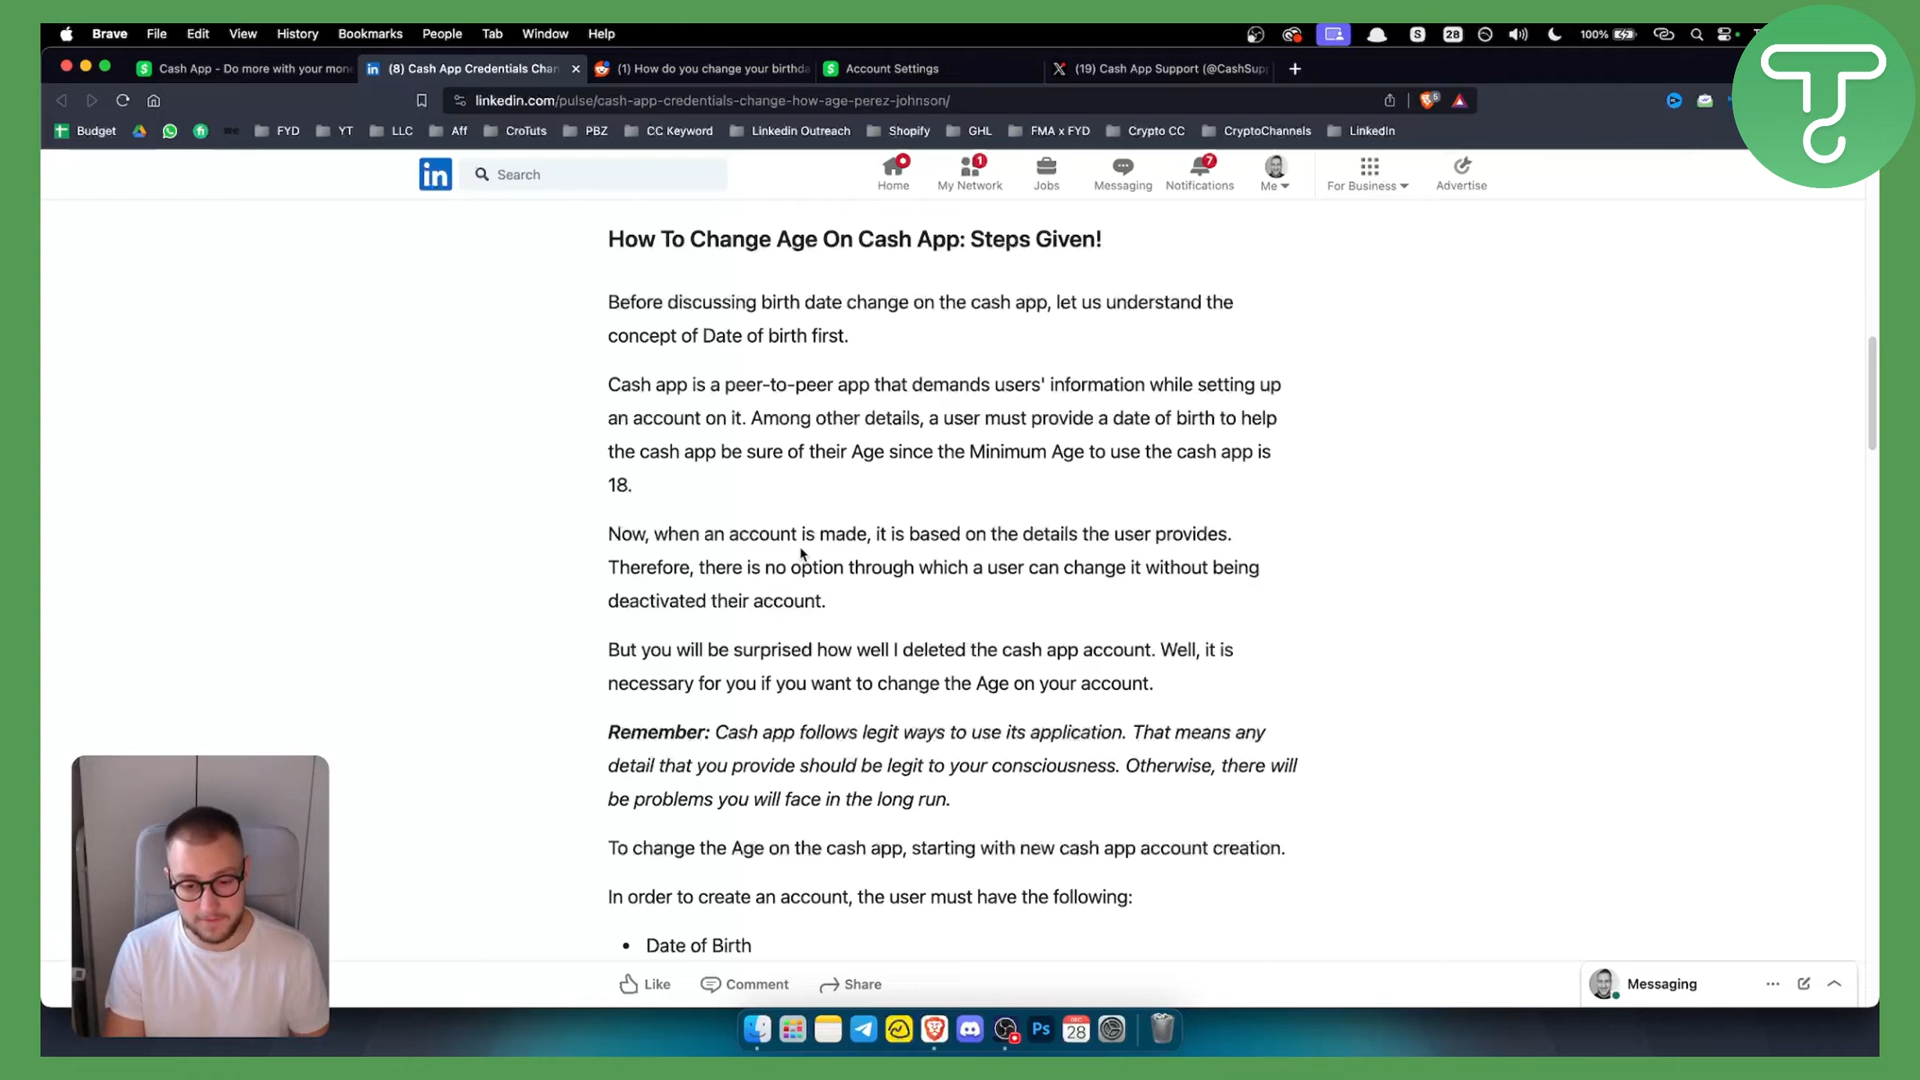 Brave File Edit View History Bookmarks People Tab Window Help
S 28 100%
Cash App - Do more with your mon
(8) Cash App Credentials Chan
(1) How do you change your birthda
Account Settings
(19) Cash App Support (@CashSup
linkedin.com/pulse/cash-app-credentials-change-how-age-perez-johnson/
Budget we FYD YT LLC Aff CroTuts PBZ CC Keyword Linkedin Outreach Shopify GHL FMA x FYD Crypto CC CryptoChannels LinkedIn
in Search
Home
1 My Network
Jobs
Messaging
7 Notifications
Me
For Business
Advertise
How To Change Age On Cash App: Steps Given!
Before discussing birth date change on the cash app, let us understand the
concept of Date of birth first.
Cash app is a peer-to-peer app that demands users' information while setting up
an account on it. Among other details, a user must provide a date of birth to help
the cash app be sure of their Age since the Minimum Age to use the cash app is
18.
Now, when an account is made, it is based on the details the user provides.
Therefore, there is no option through which a user can change it without being
deactivated their account.
But you will be surprised how well I deleted the cash app account. Well, it is
necessary for you if you want to change the Age on your account.
Remember: Cash app follows legit ways to use its application. That means any
detail that you provide should be legit to your consciousness. Otherwise, there will
be problems you will face in the long run.
To change the Age on the cash app, starting with new cash app account creation.
In order to create an account, the user must have the following:
• Date of Birth
Like Comment Share
Messaging
Ps
DEC
28